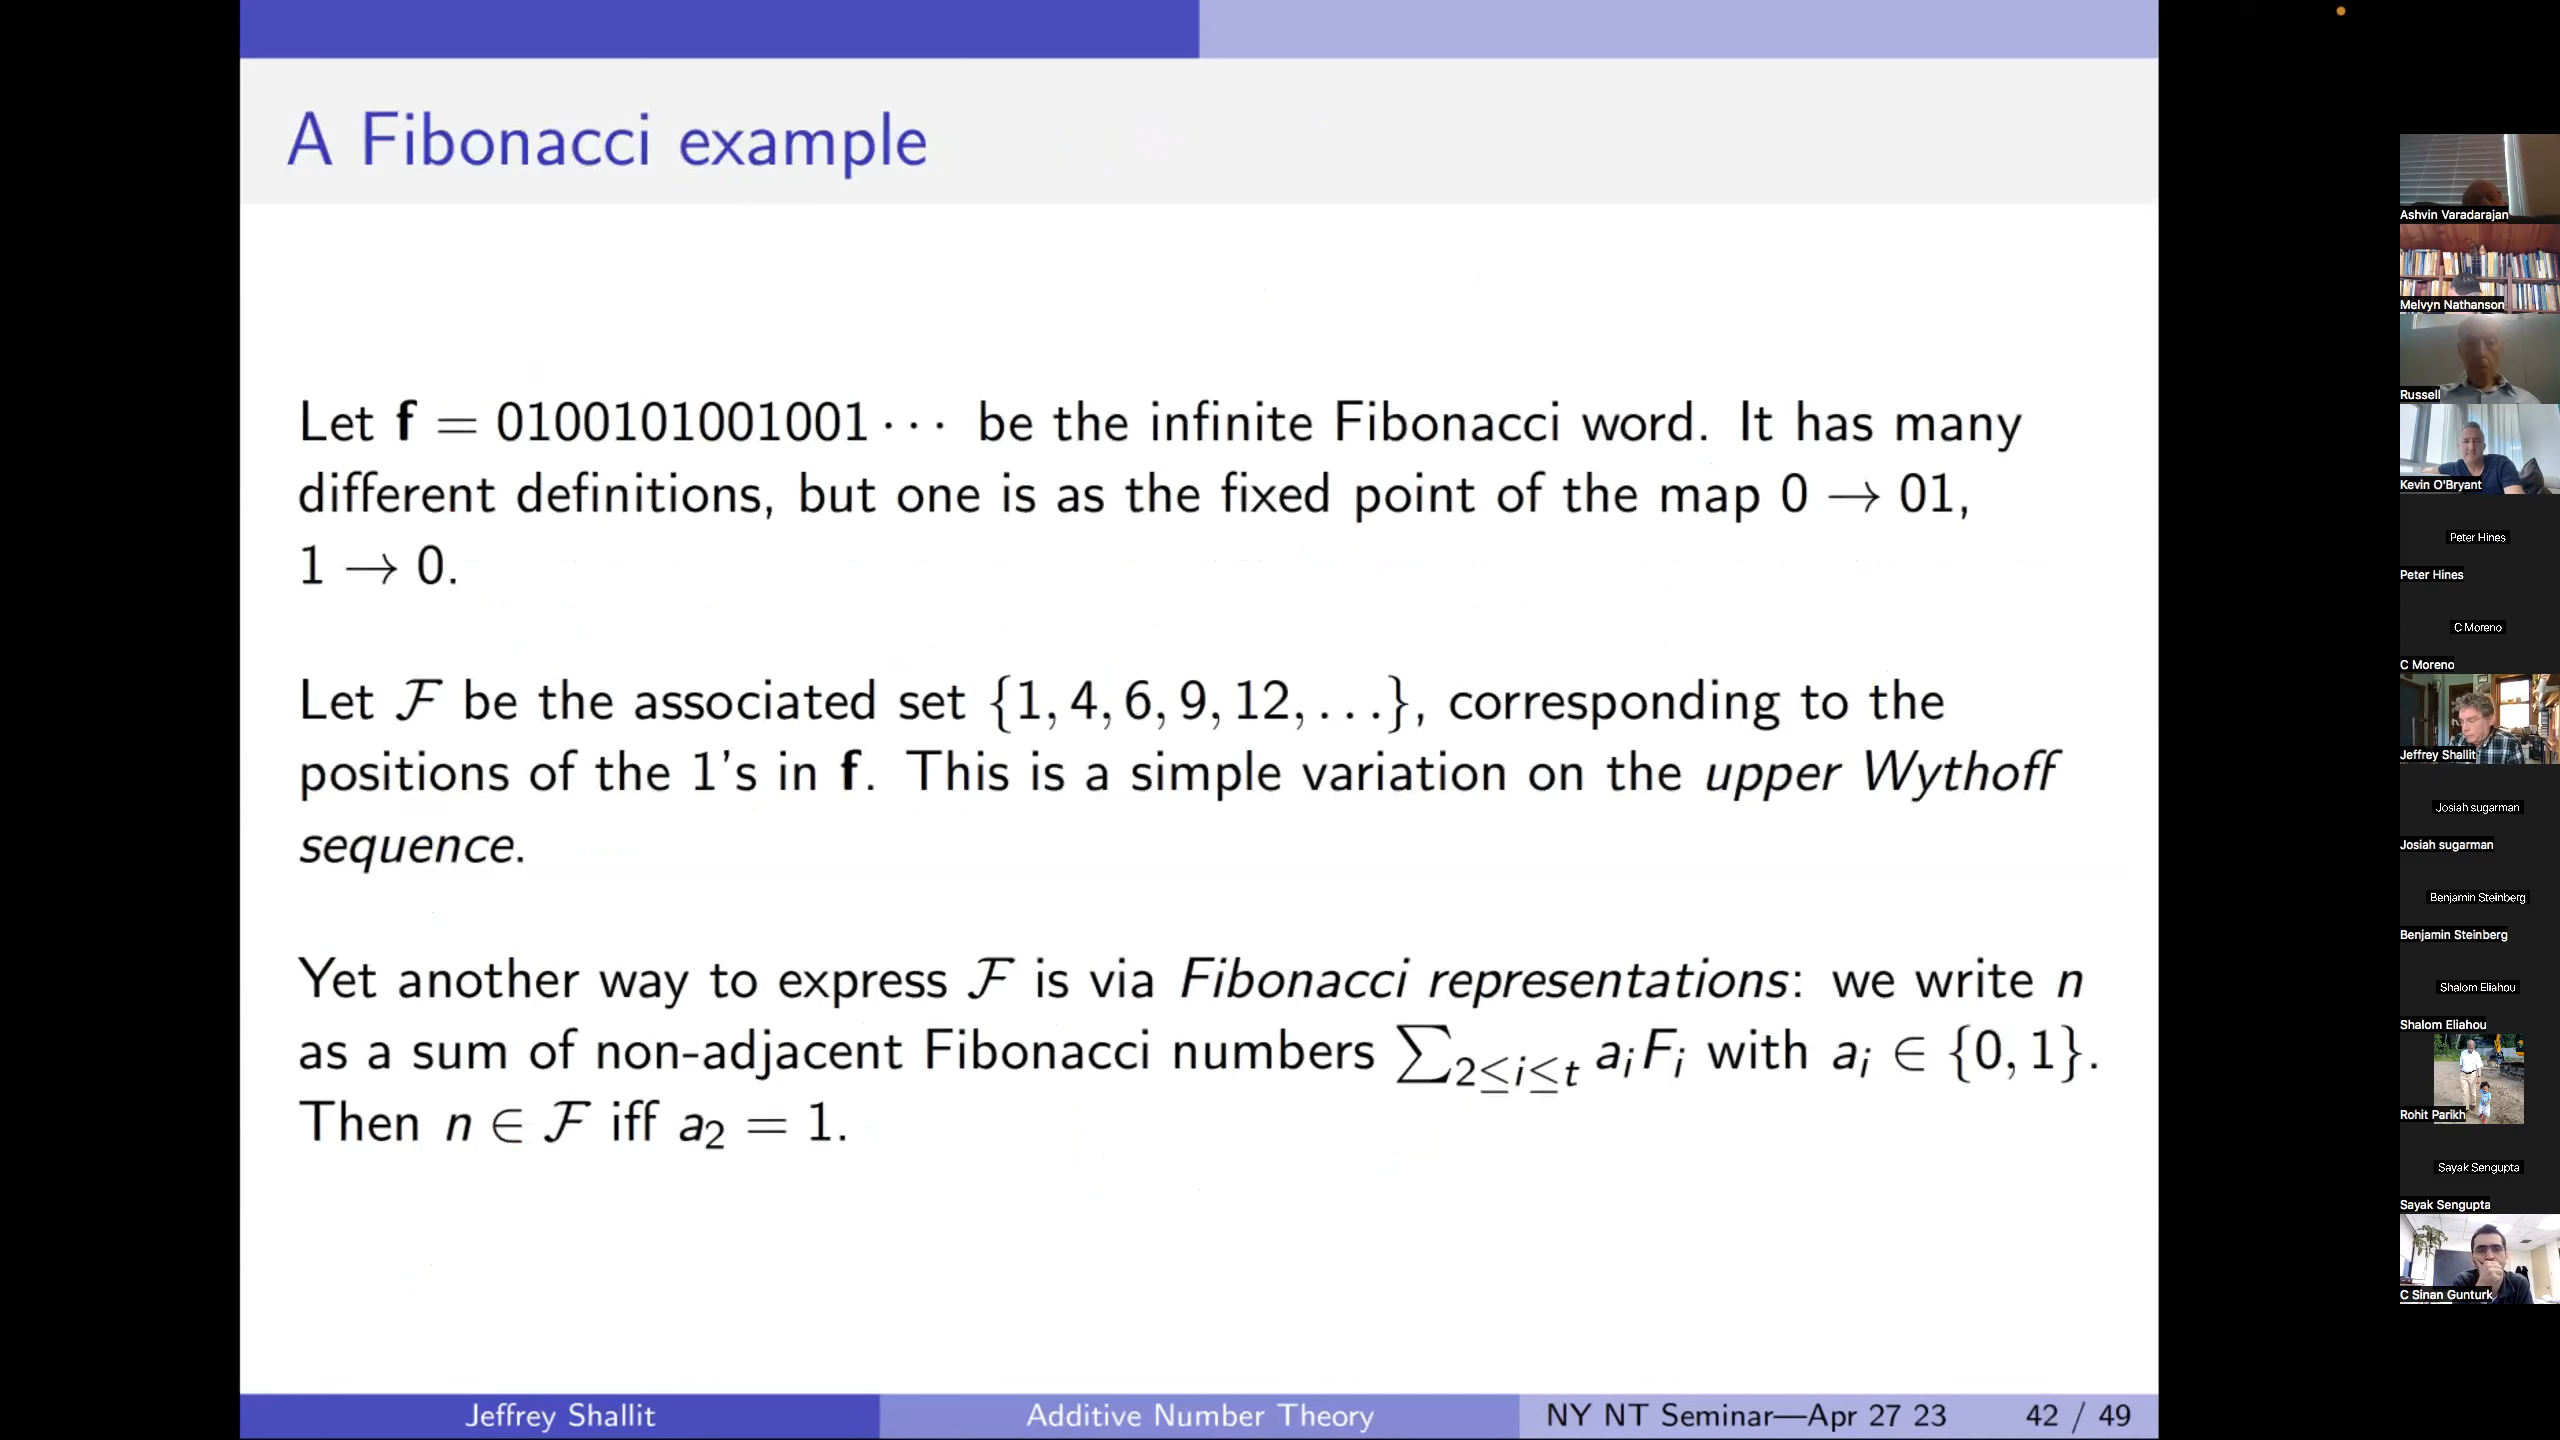 A Fibonacci example
Let f = 0100101001001··· be the infinite Fibonacci word. It has many
different definitions, but one is as the fixed point of the map 0 → 01,
1 → 0.
Let ℱ be the associated set {1, 4, 6, 9, 12, . . .}, corresponding to the
positions of the 1's in f. This is a simple variation on the upper Wythoff
sequence.
Yet another way to express ℱ is via Fibonacci representations: we write n
as a sum of non-adjacent Fibonacci numbers ∑₂≤ᵢ≤ₜ aᵢFᵢ with aᵢ ∈ {0, 1}.
Then n ∈ ℱ iff a₂ = 1.
Jeffrey Shallit
Additive Number Theory
NY NT Seminar—Apr 27 23
42 / 49
Ashvin Varadarajan
Melvyn Nathanson
Russell
Kevin O'Bryant
Peter Hines
Peter Hines
C Moreno
C Moreno
Jeffrey Shallit
Josiah sugarman
Josiah sugarman
Benjamin Steinberg
Benjamin Steinberg
Shalom Eliahou
Shalom Eliahou
Rohit Parikh
Sayak Sengupta
Sayak Sengupta
C Sinan Gunturk